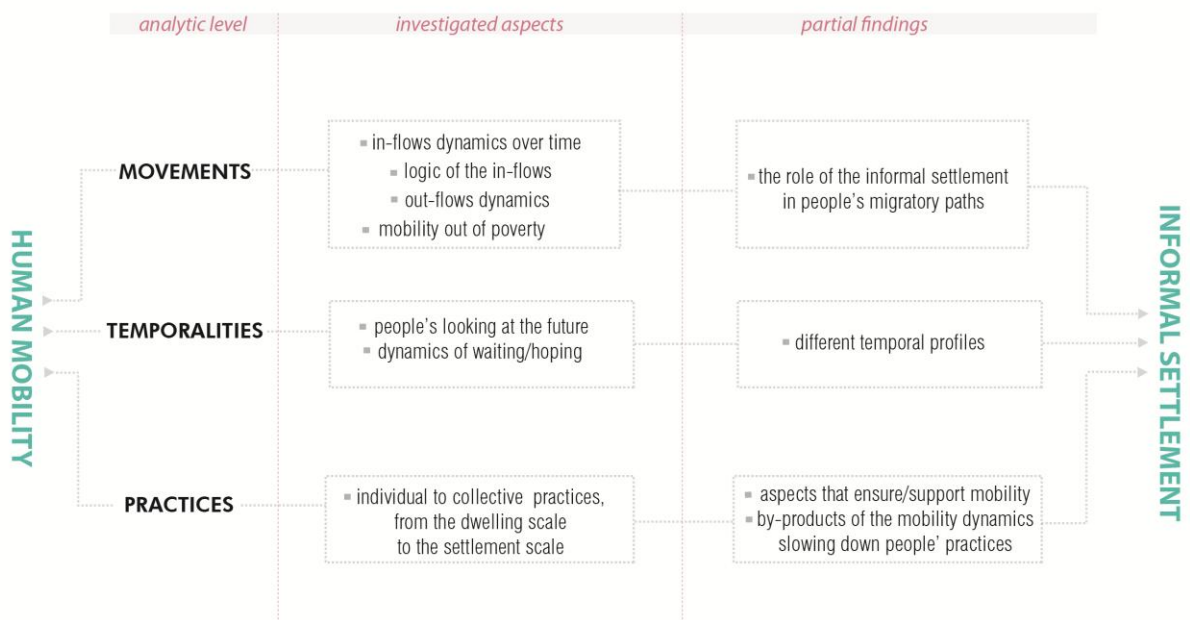 analytic level
investigated aspects
partial findings
HUMAN MOBILITY
MOVEMENTS
in-flows dynamics over time
logic of the in-flows
out-flows dynamics
mobility out of poverty
the role of the informal settlement
in people's migratory paths
TEMPORALITIES
people's looking at the future
dynamics of waiting/hoping
different temporal profiles
PRACTICES
individual to collective practices,
from the dwelling scale
to the settlement scale
aspects that ensure/support mobility
by-products of the mobility dynamics
slowing down people' practices
INFORMAL SETTLEMENT